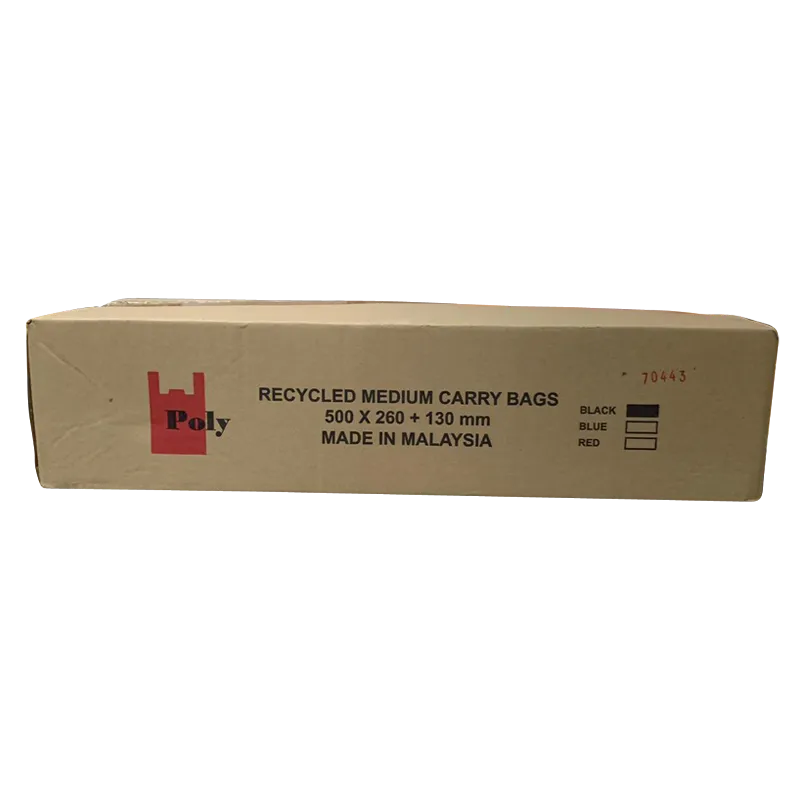 Poly
RECYCLED MEDIUM CARRY BAGS
500 X 260 + 130 mm
MADE IN MALAYSIA
70443
BLACK
BLUE
RED